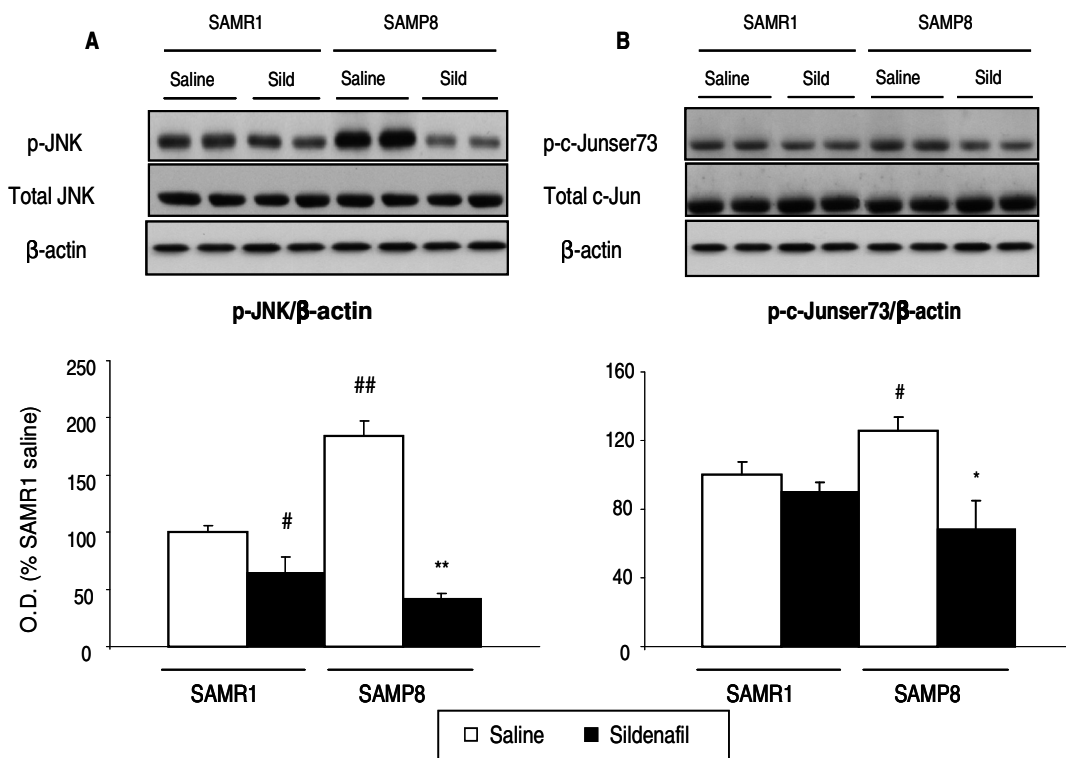 SAMR1 SAMP8
A
Saline Sild Saline Sild
p-JNK
Total JNK
β-actin
p-JNK/β-actin
O.D. (% SAMR1 saline)
250
200
150
100
50
0
#
##
**
SAMR1 SAMP8
SAMR1 SAMP8
B
Saline Sild Saline Sild
p-c-Junser73
Total c-Jun
β-actin
p-c-Junser73/β-actin
160
120
80
40
0
#
*
SAMR1 SAMP8
Saline Sildenafil